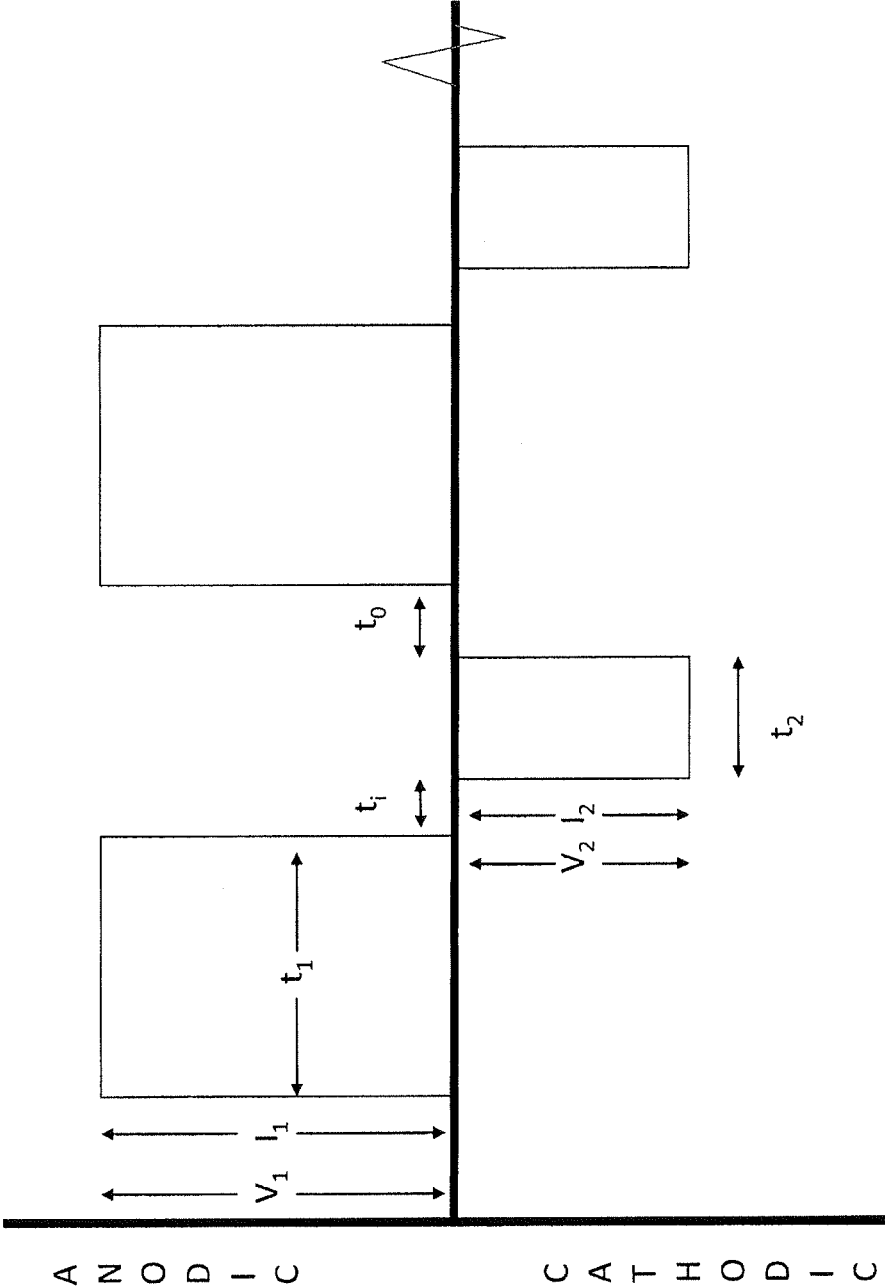 ANODIC
CATHODIC
V₁
I₁
t₁
tᵢ
t₀
V₂
I₂
t₂